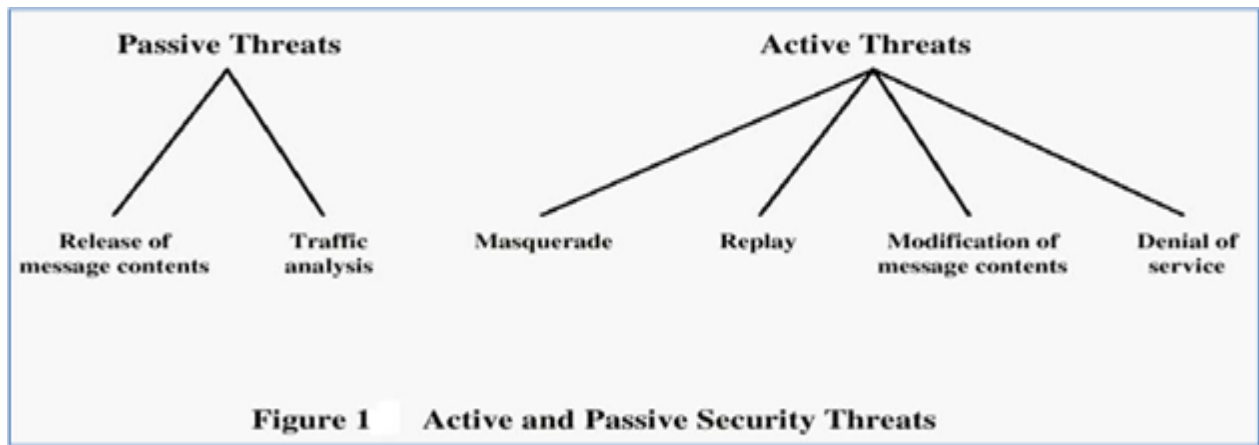 Passive Threats
Active Threats
Release of
message contents
Traffic
analysis
Masquerade
Replay
Modification of
message contents
Denial of
service
Figure 1 Active and Passive Security Threats